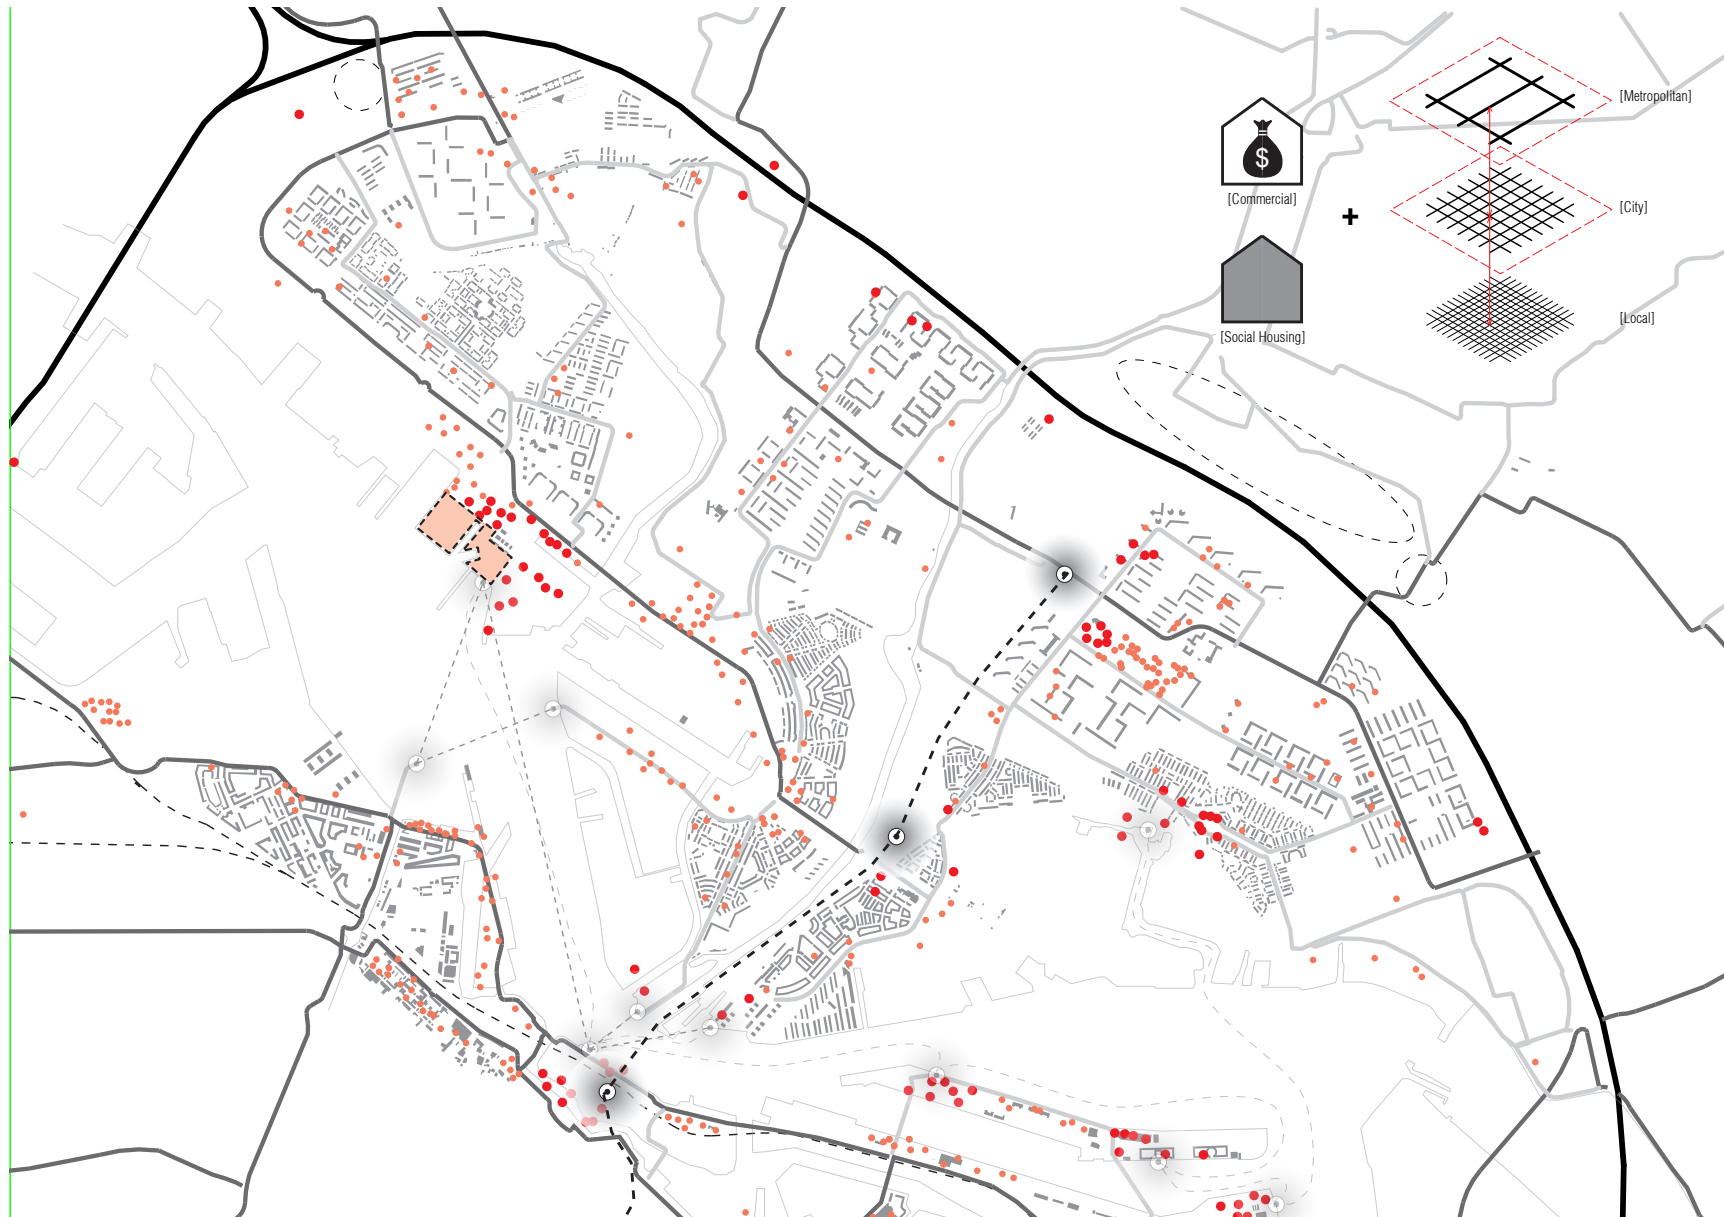 [Metropolitan]
$
[Commercial]
[City]
+
[Local]
[Social Housing]